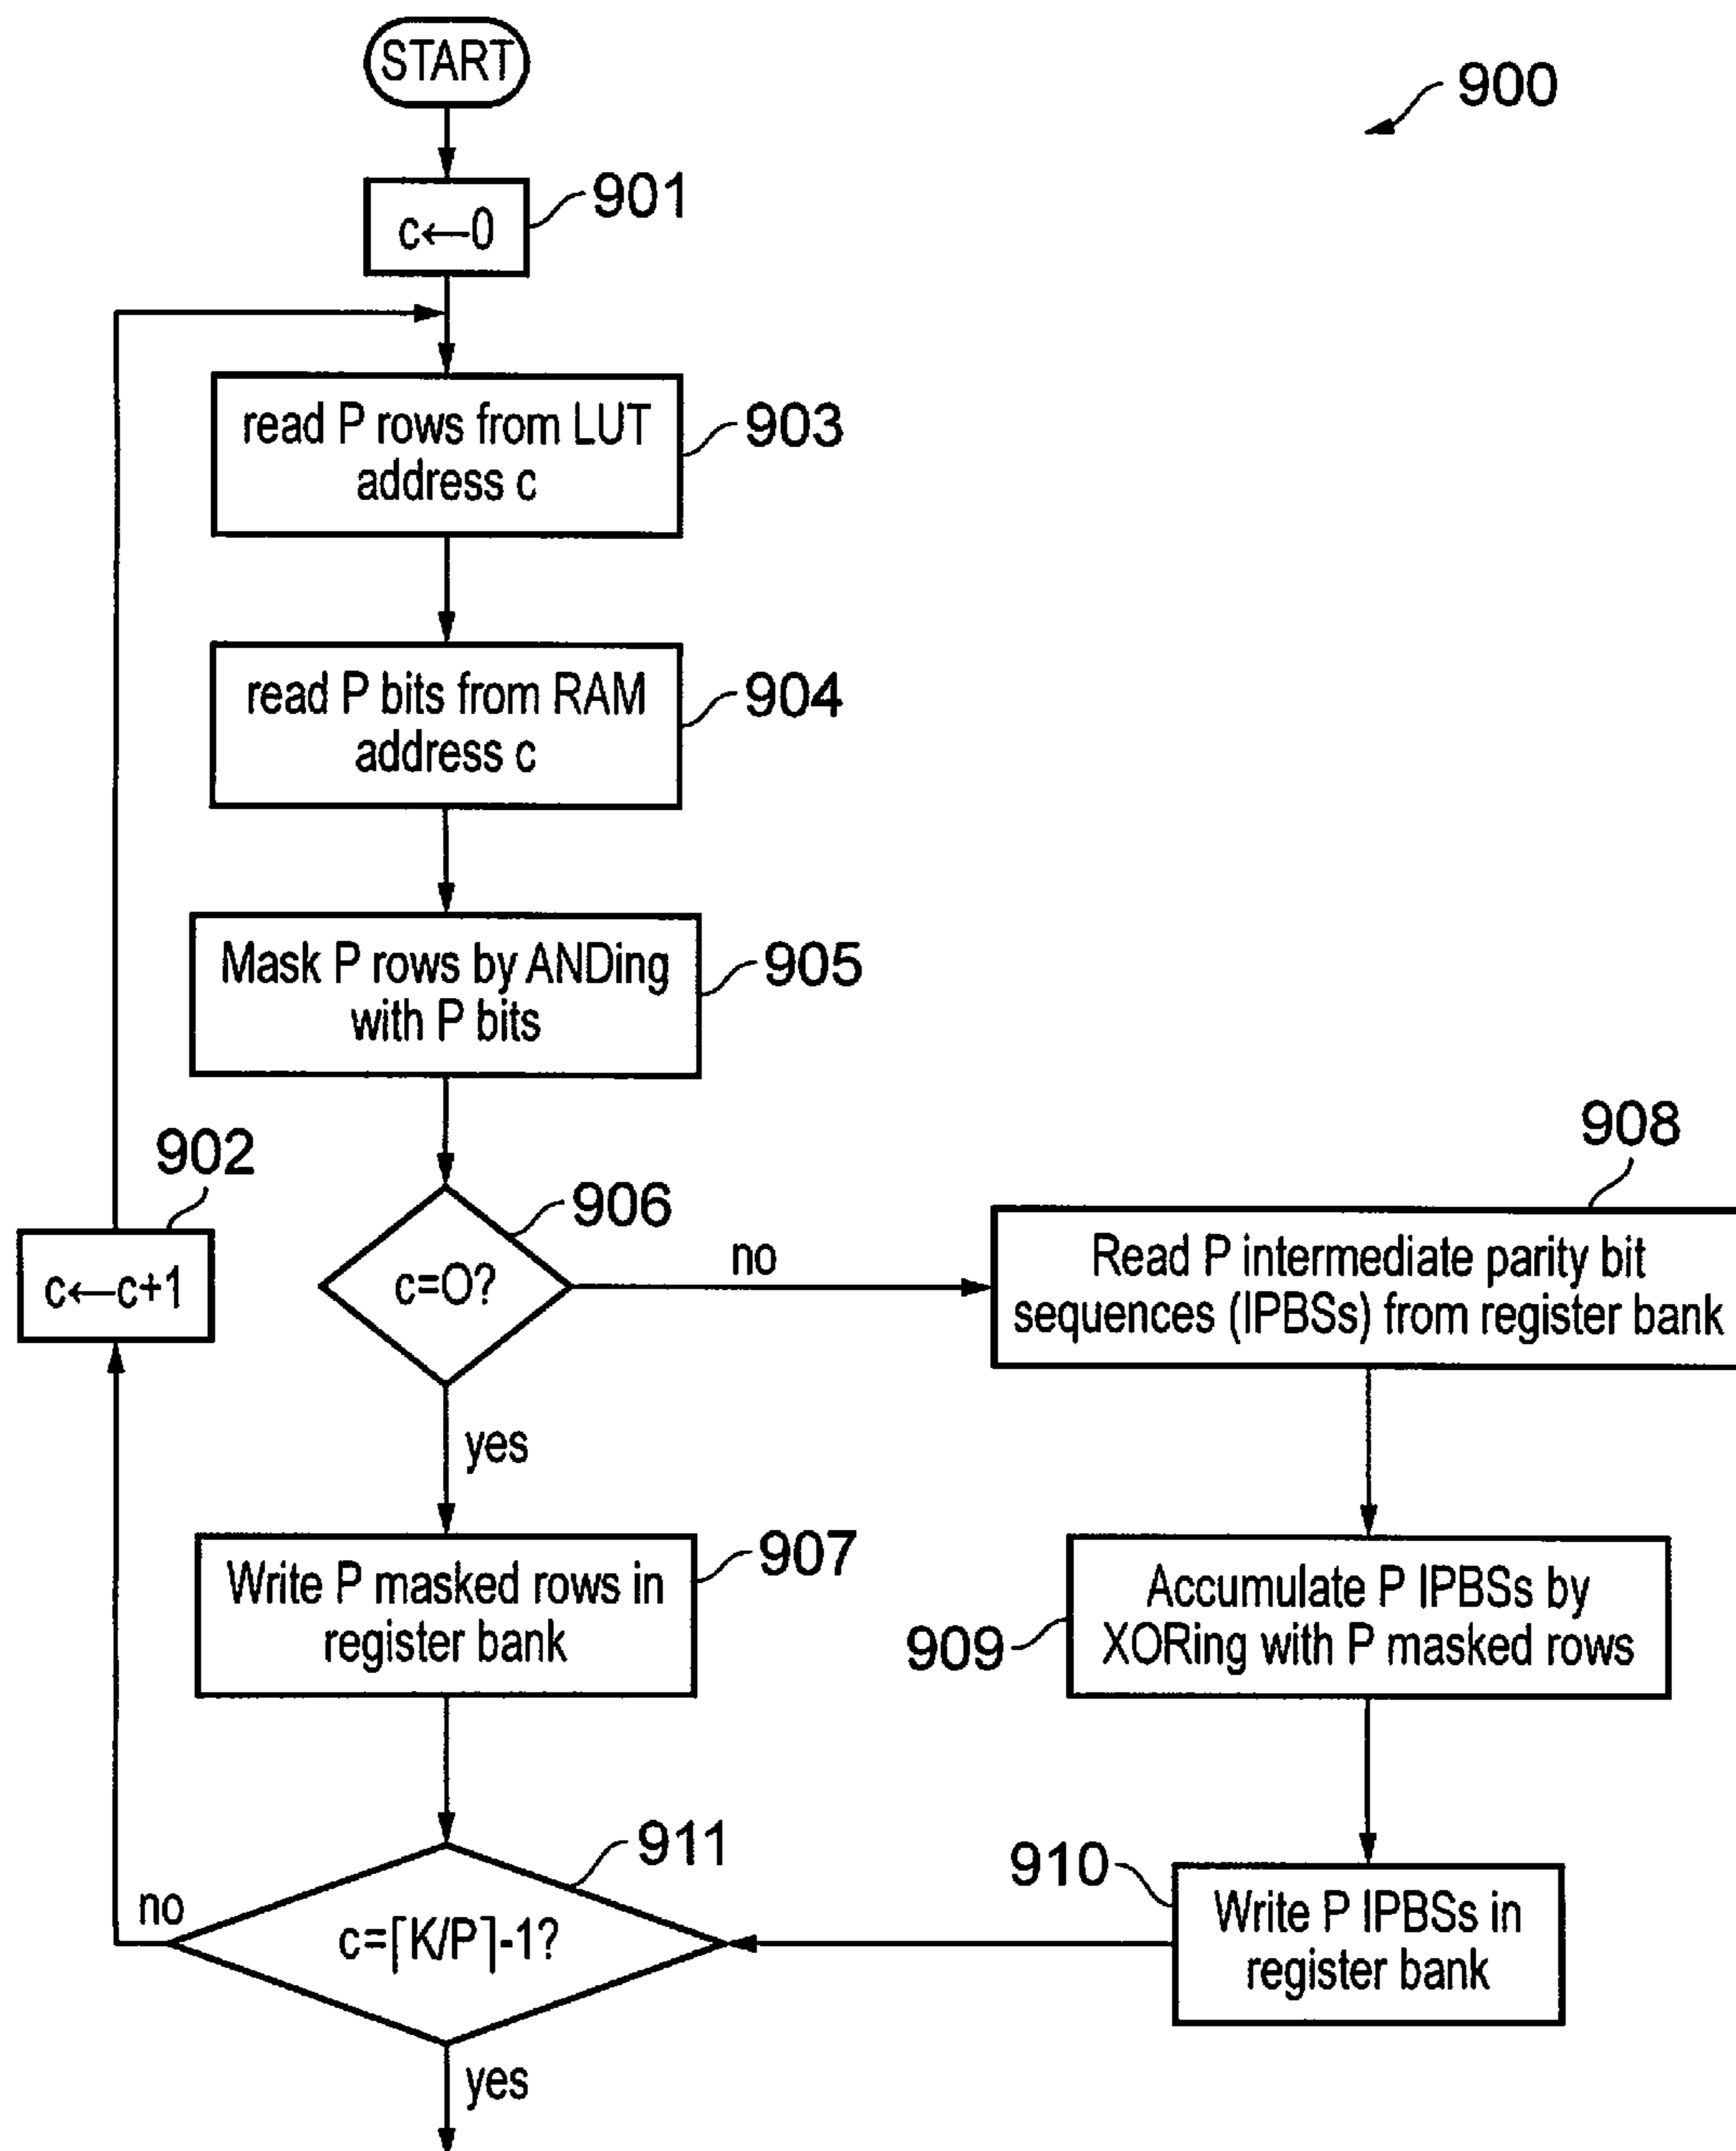 START
900
901
c←0
read P rows from LUT
address c
903
read P bits from RAM
address c
904
Mask P rows by ANDing
with P bits
905
902
c←c+1
906
c=O?
no
908
Read P intermediate parity bit
sequences (IPBSs) from register bank
yes
Write P masked rows in
register bank
907
Accumulate P IPBSs by
XORing with P masked rows
909
911
no
c=⌈K/P⌉-1?
910
Write P IPBSs in
register bank
yes